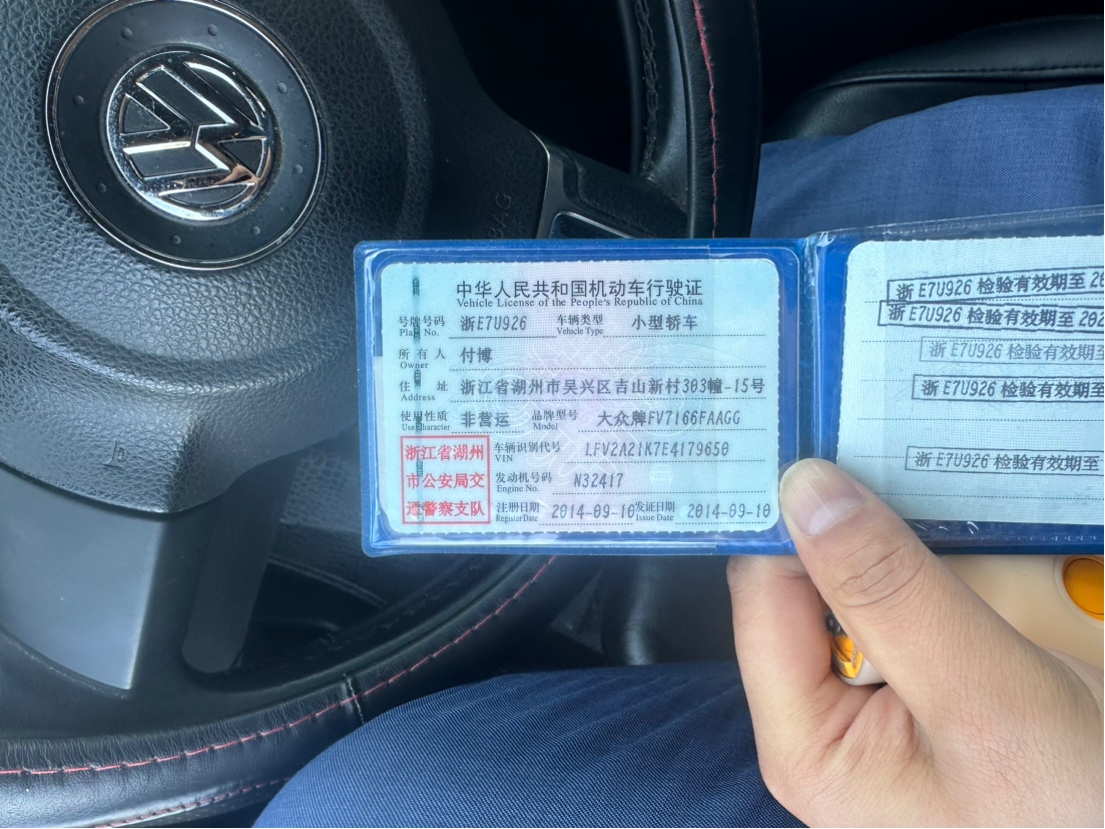 中华人民共和国机动车行驶证
Vehicle License of the People's Republic of China
号牌号码 浙E7U926 车辆类型 小型轿车
Plate No. Vehicle Type
所有人 付博
Owner
住址 浙江省湖州市吴兴区吉山新村303幢-15号
Address
使用性质 非营运 品牌型号 大众牌FV7166FAAGG
Use Character Model
浙江省湖州
市公安局交
通警察支队
车辆识别代号 LFV2A21K7E4179650
VIN
发动机号码 N32417
Engine No.
注册日期 2014-09-10 发证日期 2014-09-10
Register Date Issue Date
浙E7U926 检验有效期至 20
浙E7U926 检验有效期至 202
浙E7U926 检验有效期至
浙E7U926 检验有效期至
浙E7U926 检验有效期至